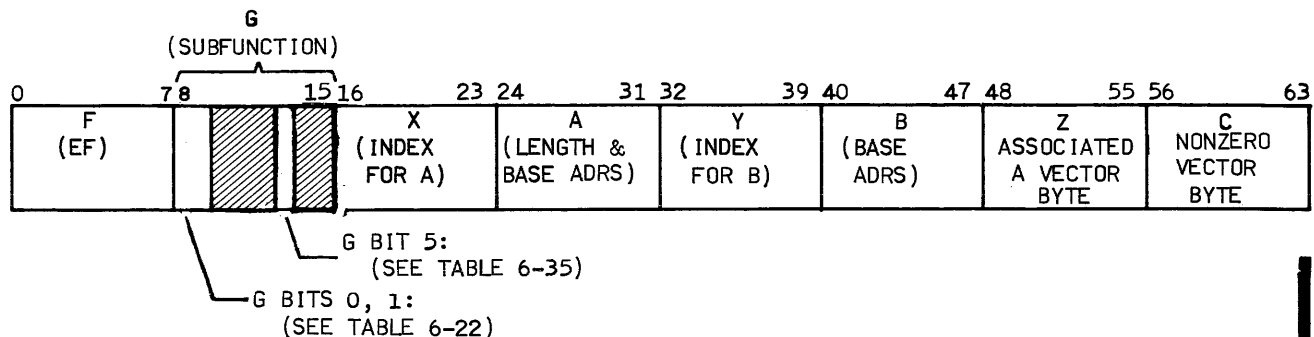 G
(SUBFUNCTION)
0 7 8 15 16 23 24 31 32 39 40 47 48 55 56 63
F
(EF)
X
(INDEX
FOR A)
A
(LENGTH &
BASE ADRS)
Y
(INDEX
FOR B)
B
(BASE
ADRS)
Z
ASSOCIATED
A VECTOR
BYTE
C
NONZERO
VECTOR
BYTE
G BIT 5:
(SEE TABLE 6-35)
G BITS 0, 1:
(SEE TABLE 6-22)